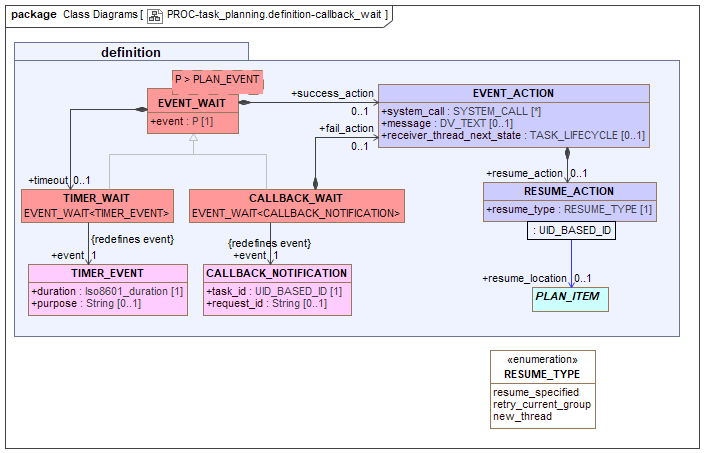 package Class Diagrams [ PROC-task_planning.definition-callback_wait ]
definition
P > PLAN_EVENT
EVENT_WAIT
+event : P [1]
+success_action
0..1
EVENT_ACTION
+system_call : SYSTEM_CALL [*]
+message : DV_TEXT [0..1]
+receiver_thread_next_state : TASK_LIFECYCLE [0..1]
+fail_action
0..1
+timeout 0..1
+resume_action 0..1
TIMER_WAIT
EVENT_WAIT<TIMER_EVENT>
CALLBACK_WAIT
EVENT_WAIT<CALLBACK_NOTIFICATION>
RESUME_ACTION
+resume_type : RESUME_TYPE [1]
: UID_BASED_ID
{redefines event}
+event 1
{redefines event}
+event 1
TIMER_EVENT
+duration : Iso8601_duration [1]
+purpose : String [0..1]
CALLBACK_NOTIFICATION
+task_id : UID_BASED_ID [1]
+request_id : String [0..1]
+resume_location 0..1
PLAN_ITEM
«enumeration»
RESUME_TYPE
resume_specified
retry_current_group
new_thread